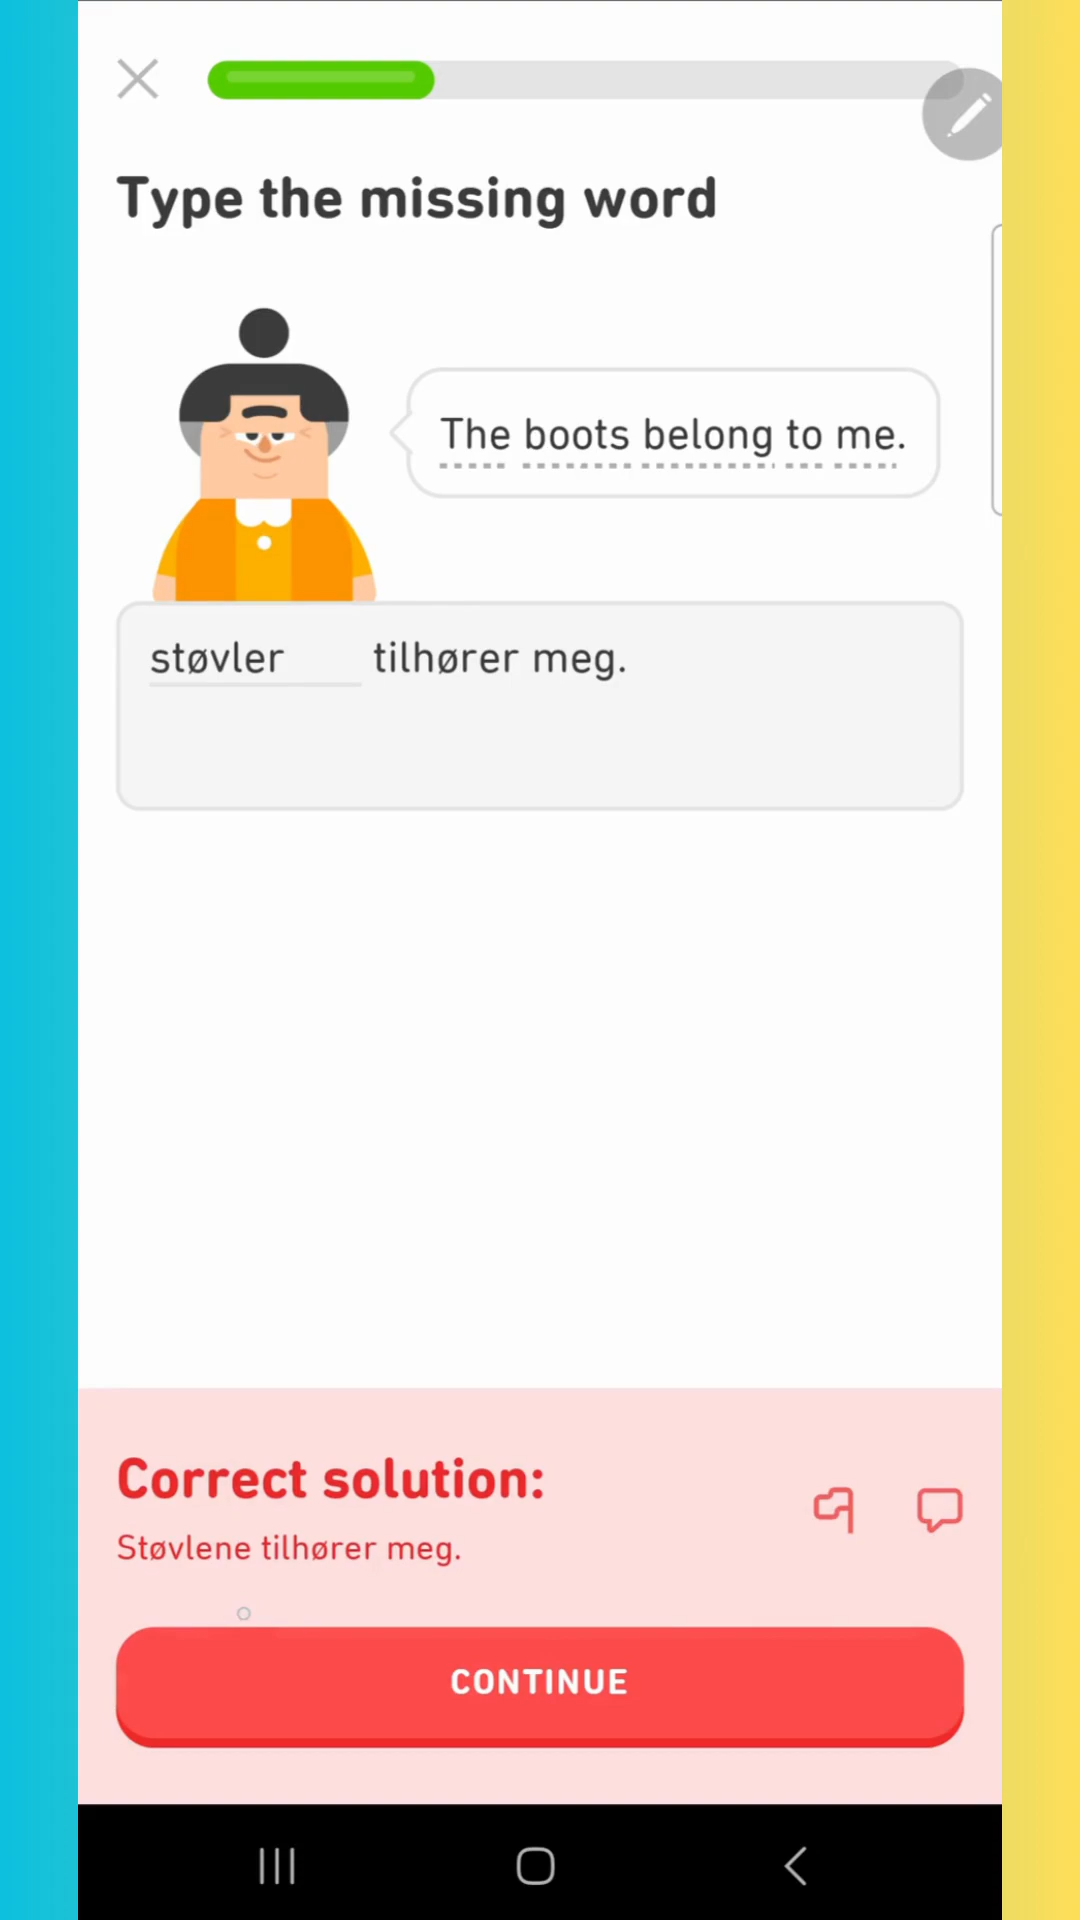 Type the missing word
The boots belong to me.
støvler tilhører meg.
Correct solution:
Støvlene tilhører meg.
CONTINUE